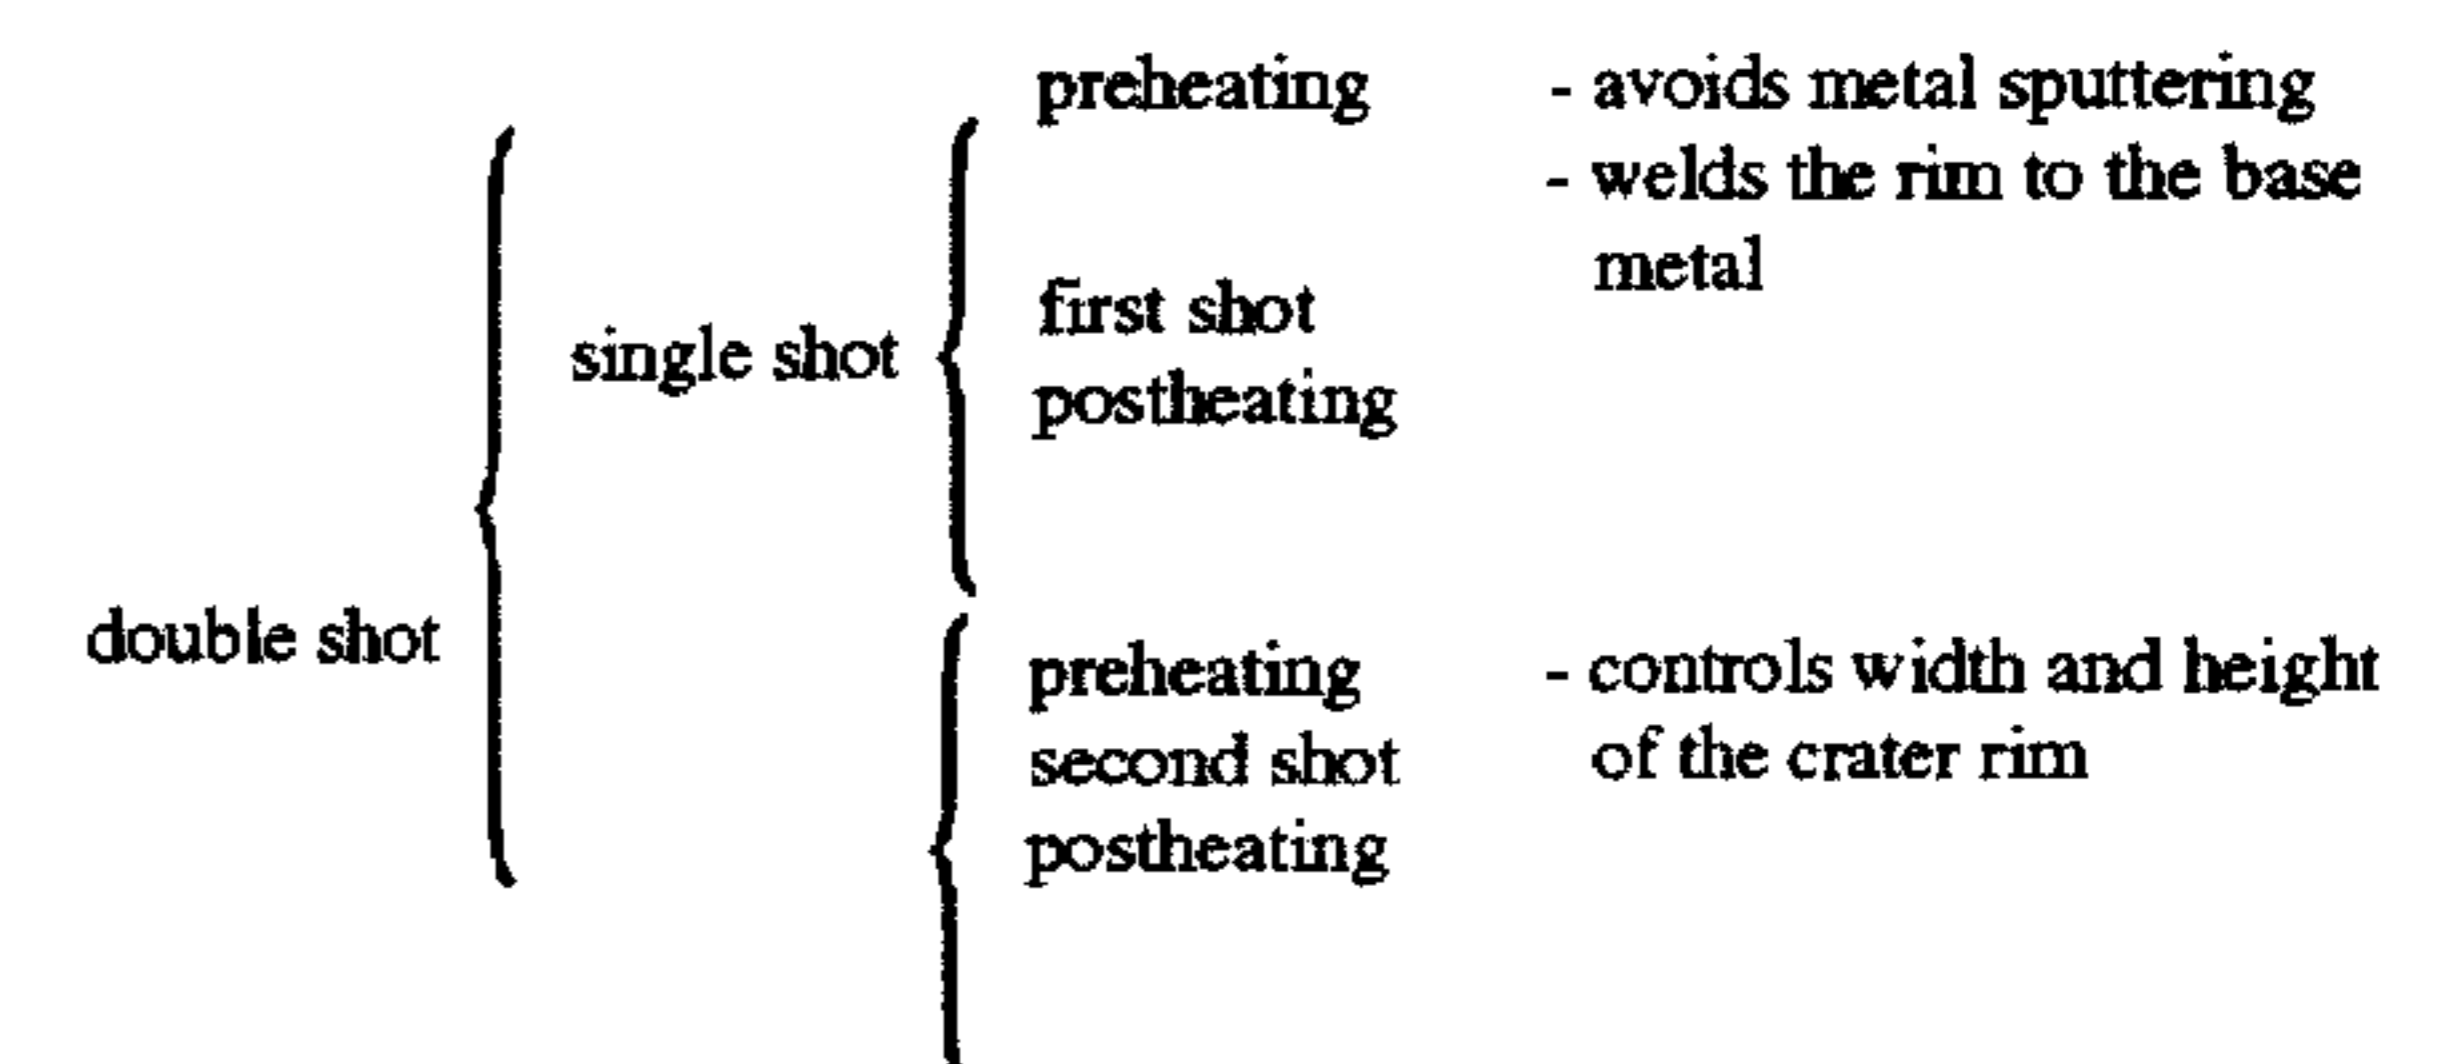 preheating - avoids metal sputtering
- welds the rim to the base
metal
first shot
single shot
postheating
double shot
preheating - controls width and height
second shot of the crater rim
postheating